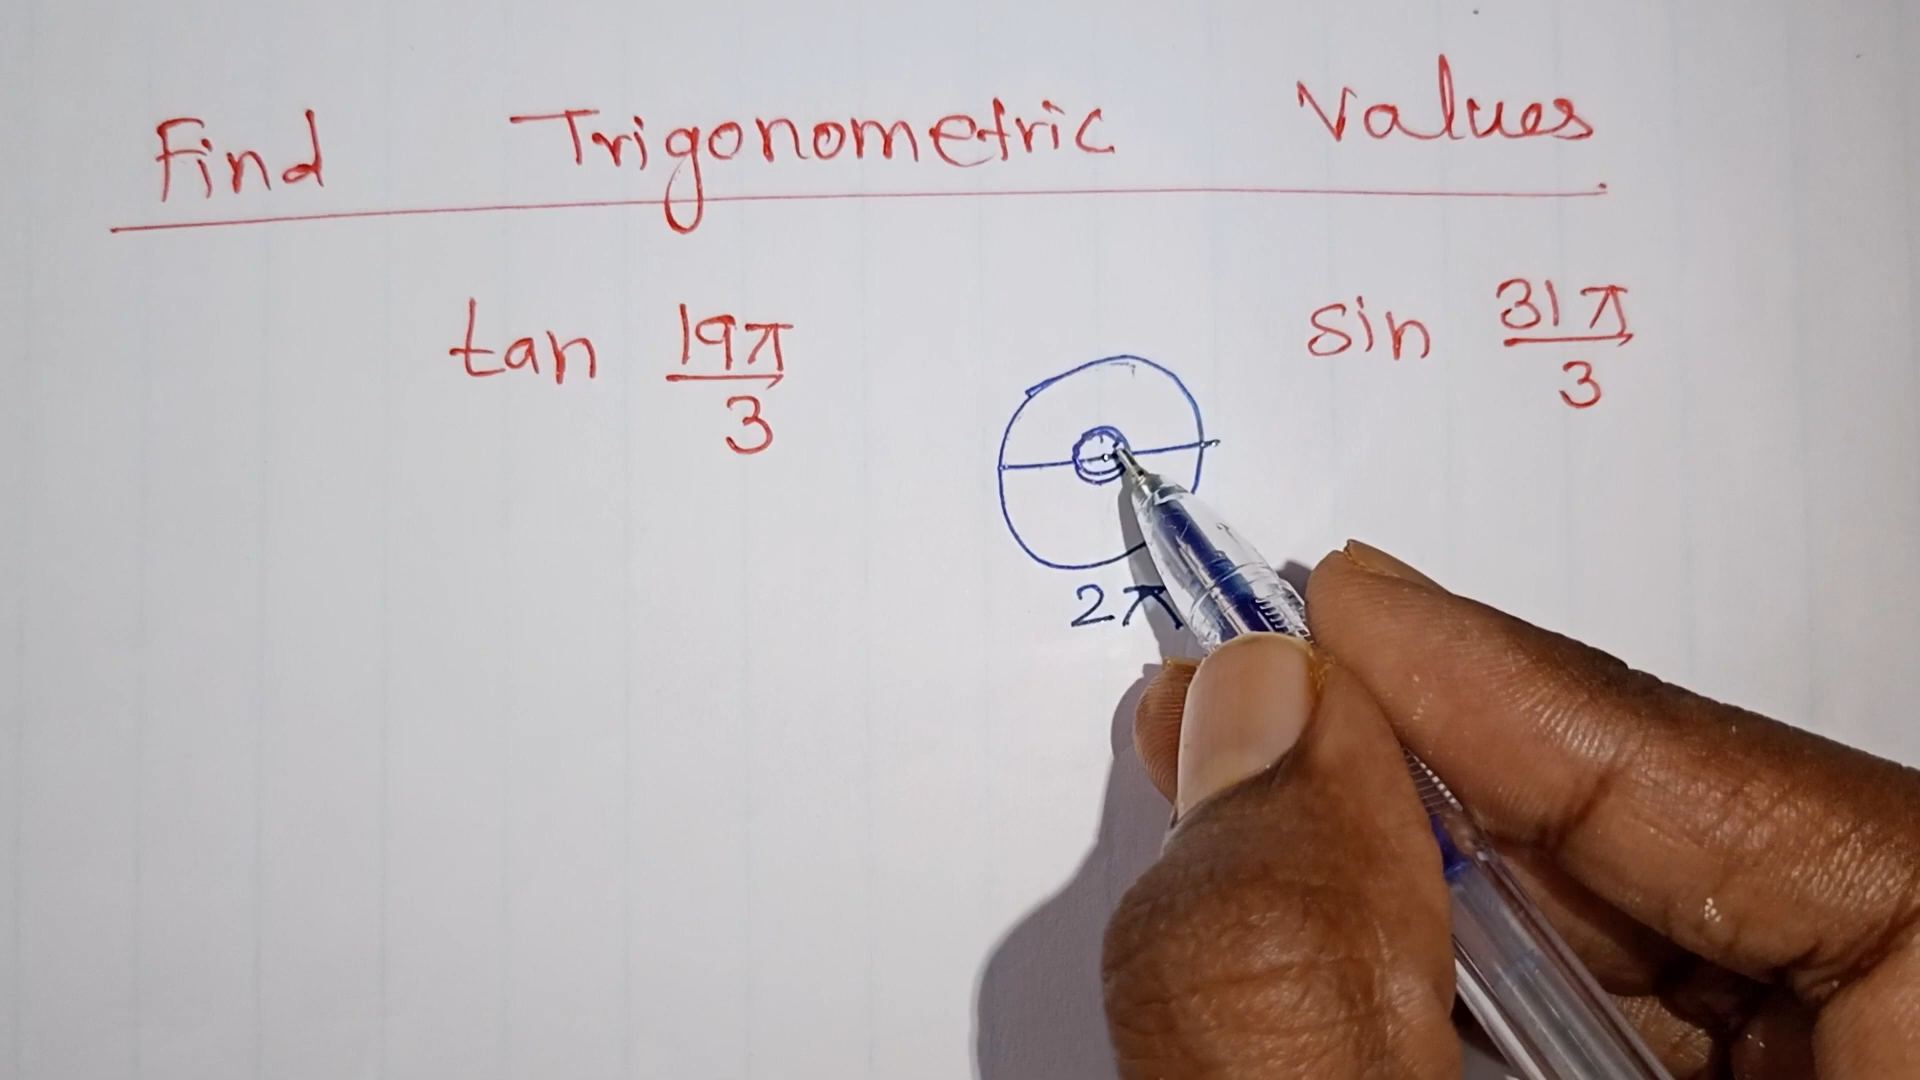 Find Trigonometric Values
tan 19π/3
sin 31π/3
2π